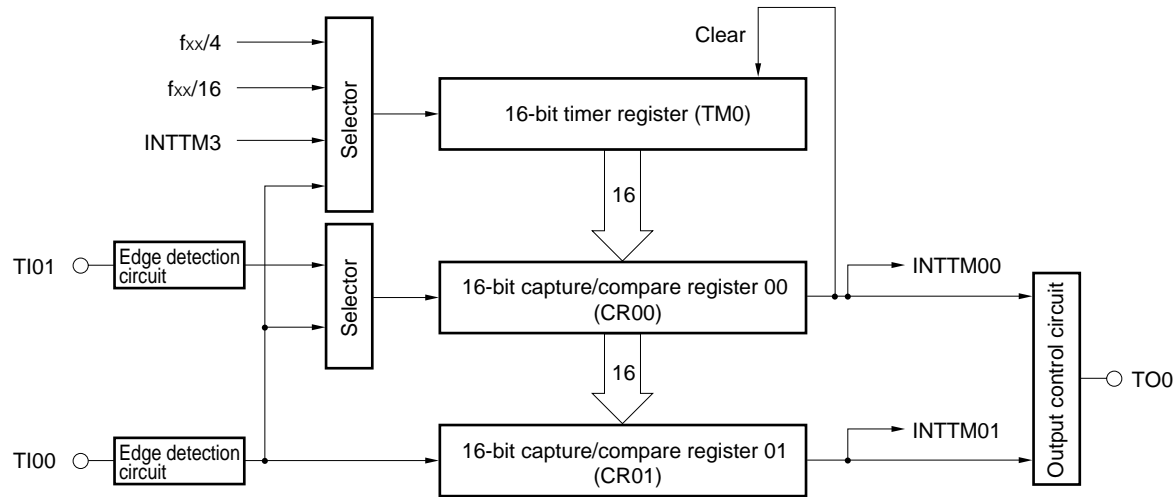 Clear
fxx/4
fxx/16
INTTM3
Selector
16-bit timer register (TM0)
16
TI01
Edge detection
circuit
Selector
16-bit capture/compare register 00
(CR00)
INTTM00
16
Output control circuit
TO0
TI00
Edge detection
circuit
16-bit capture/compare register 01
(CR01)
INTTM01